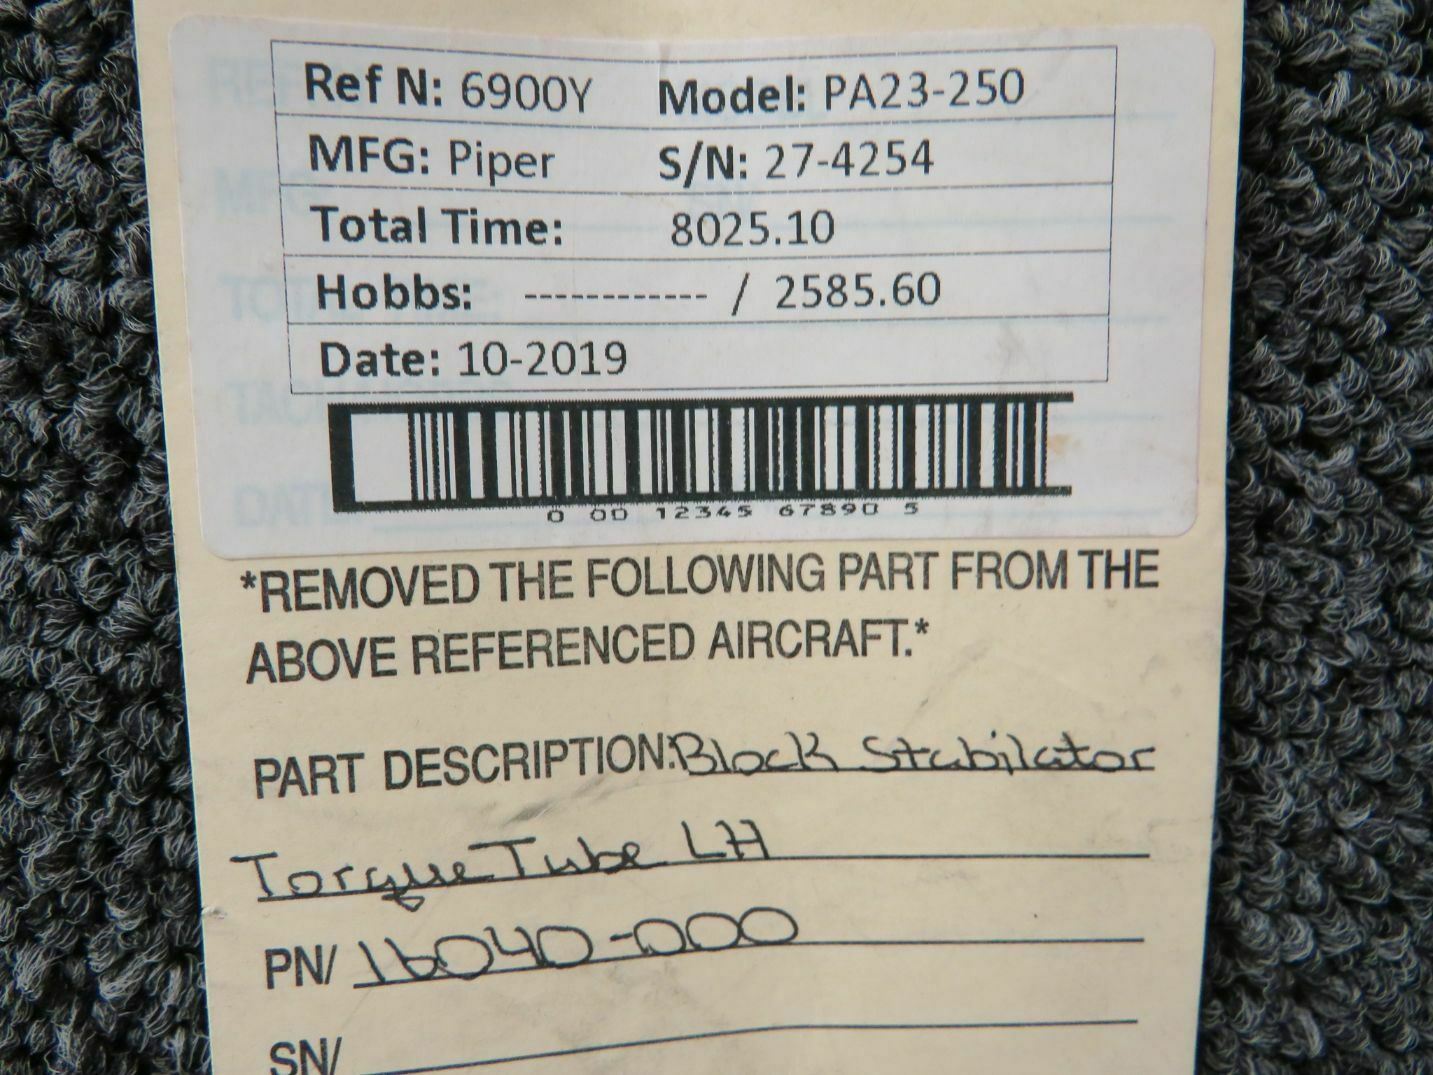 Ref N: 6900Y Model: PA23-250
MFG: Piper S/N: 27-4254
Total Time: 8025.10
Hobbs: ------------ / 2585.60
Date: 10-2019
0 00 12345 67890 5
*REMOVED THE FOLLOWING PART FROM THE
ABOVE REFERENCED AIRCRAFT.*
PART DESCRIPTION: Block Stabilator
Torque Tube LH
PN/ 16040-000
SN/